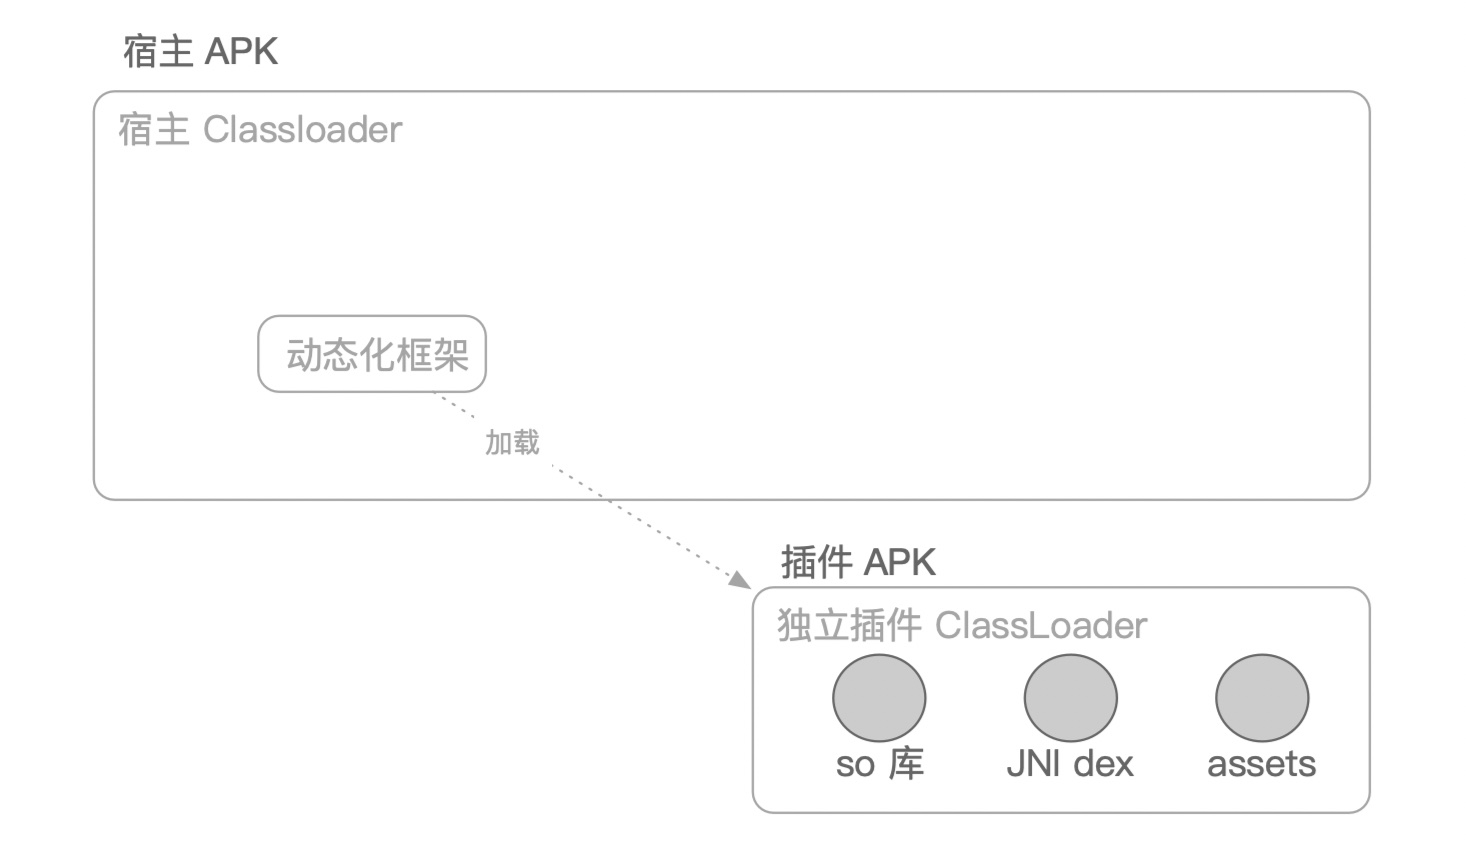 宿主 APK
宿主 Classloader
动态化框架
加载
插件 APK
独立插件 ClassLoader
so 库
JNI dex
assets